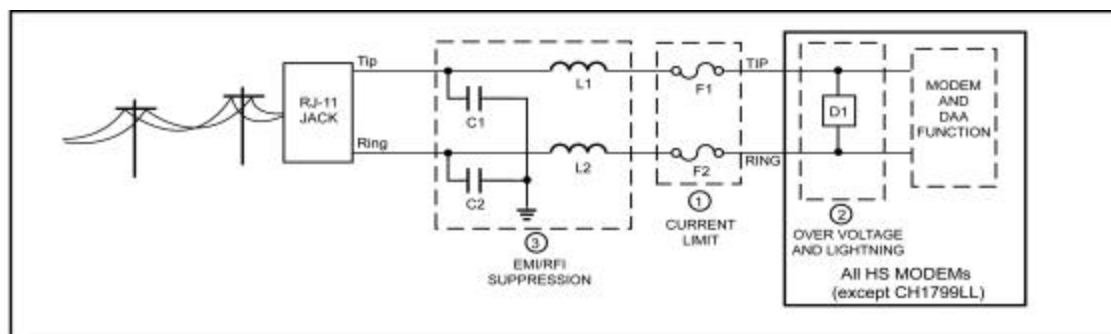 RJ-11
JACK
Tip
Ring
C1
C2
L1
L2
③
EMI/RFI
SUPPRESSION
F1
F2
①
CURRENT
LIMIT
TIP
RING
D1
②
OVER VOLTAGE
AND LIGHTNING
MODEM
AND
DAA
FUNCTION
All HS MODEMs
(except CH1799LL)